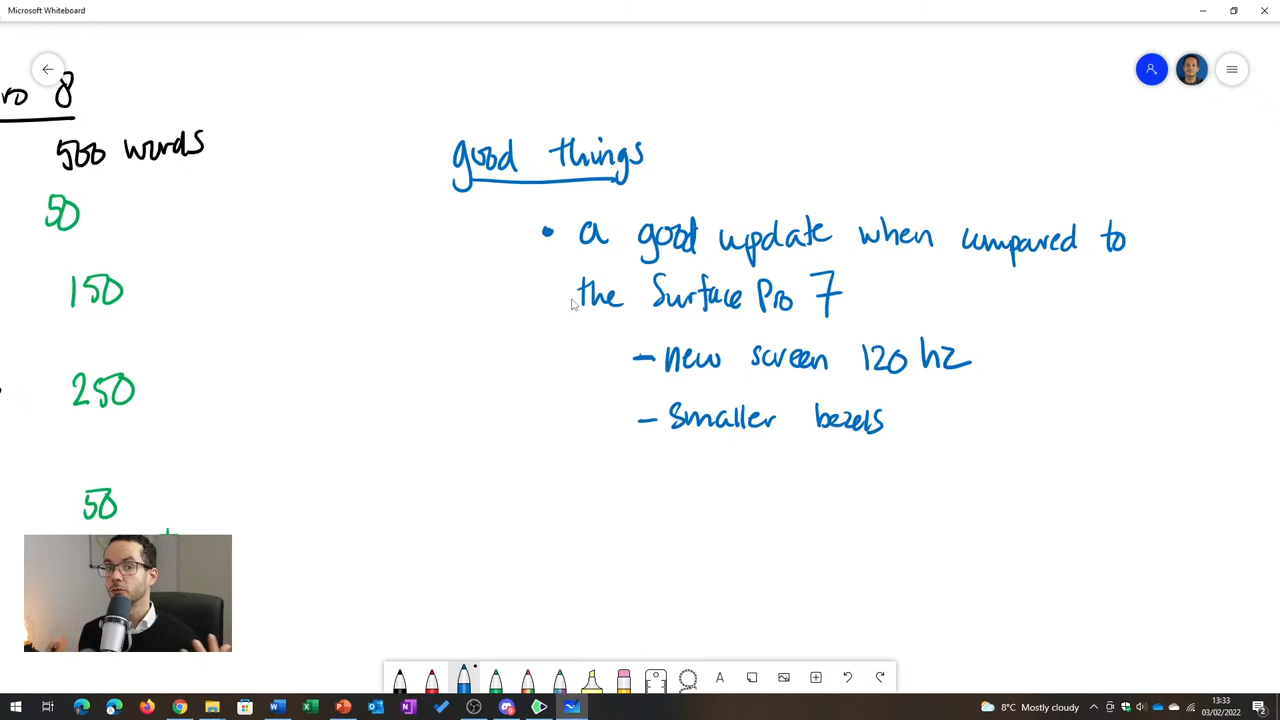 Microsoft Whiteboard
ro 8
500 words
50
150
250
50
good things
• a good update when compared to
the Surface Pro 7
- new screen 120 hz
- Smaller bezels
A
8°C Mostly cloudy
13:33
03/02/2022
2